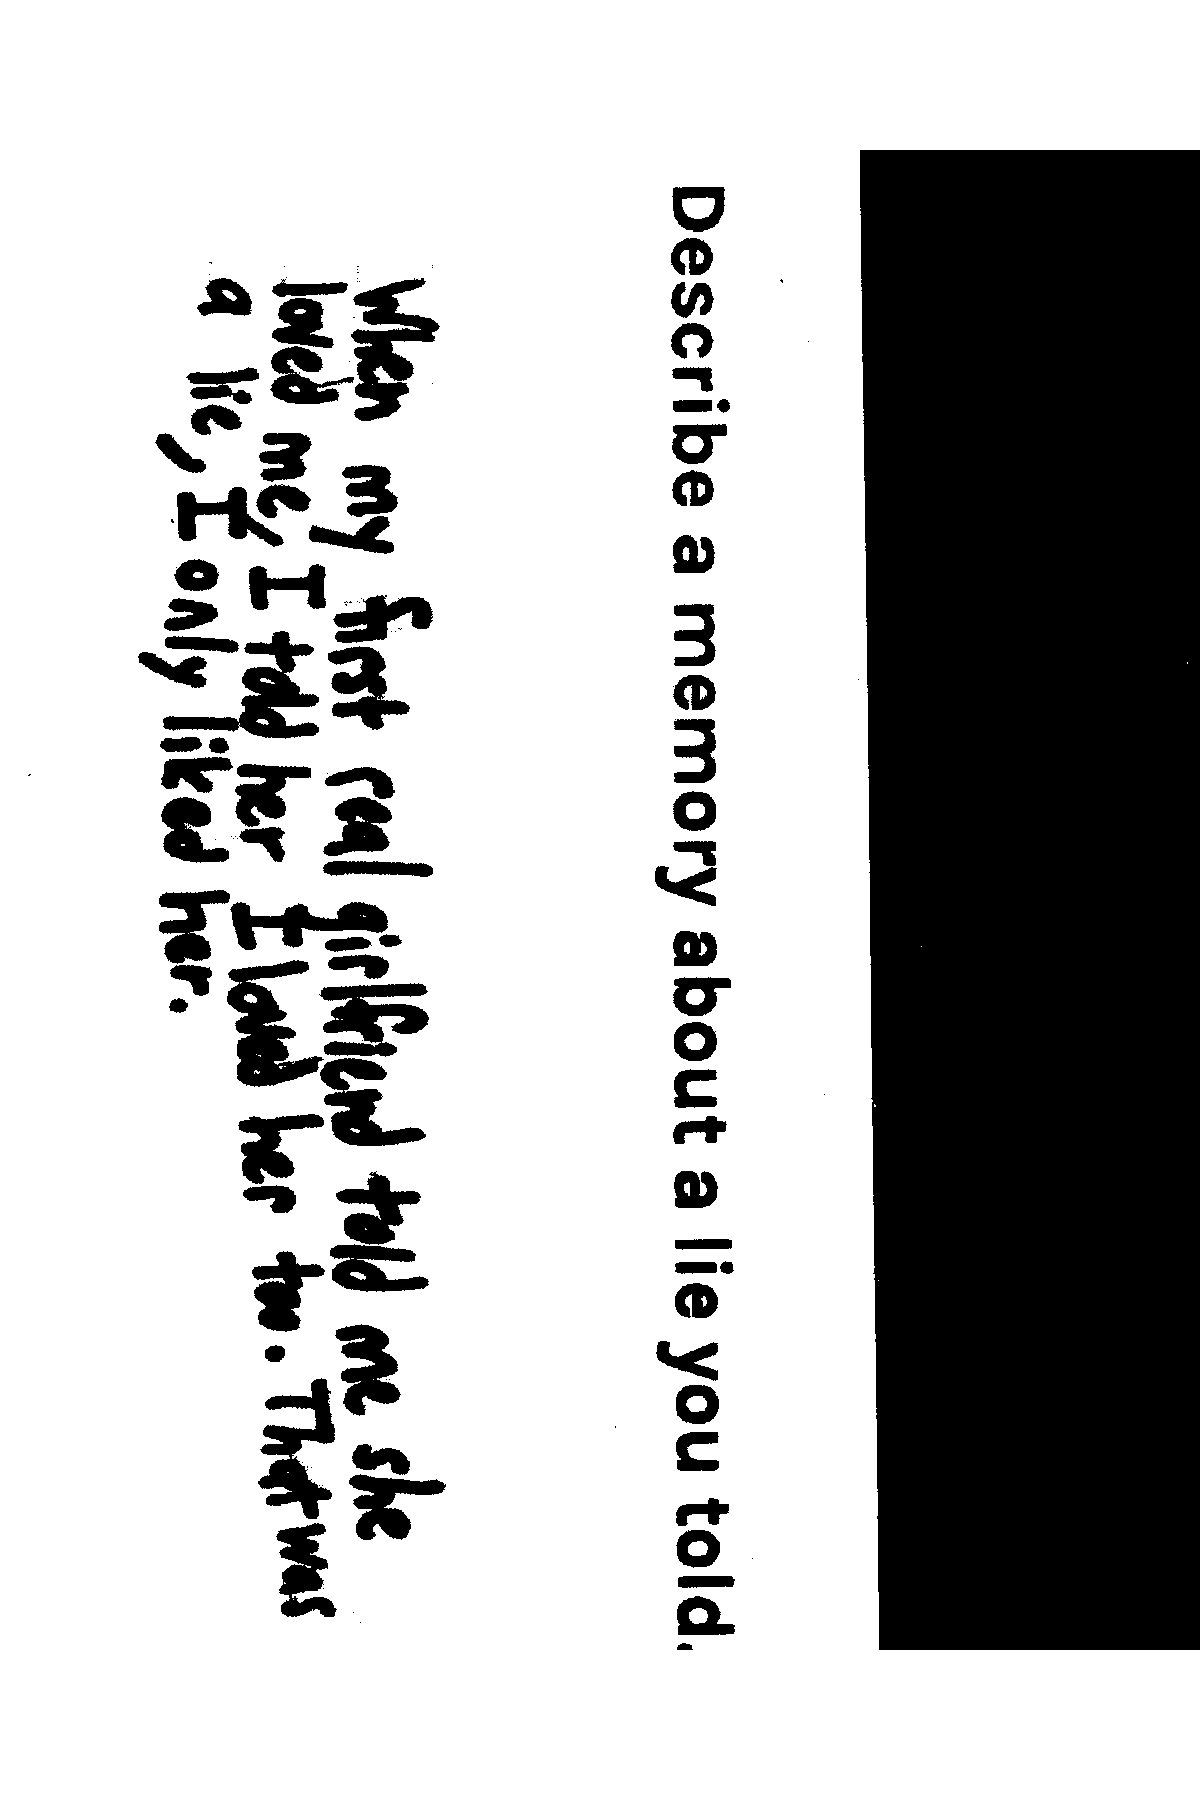 Describe a memory about a lie you told.
When my first real girlfriend told me she
loved me, I told her I loved her too. That was
a lie, I only liked her.